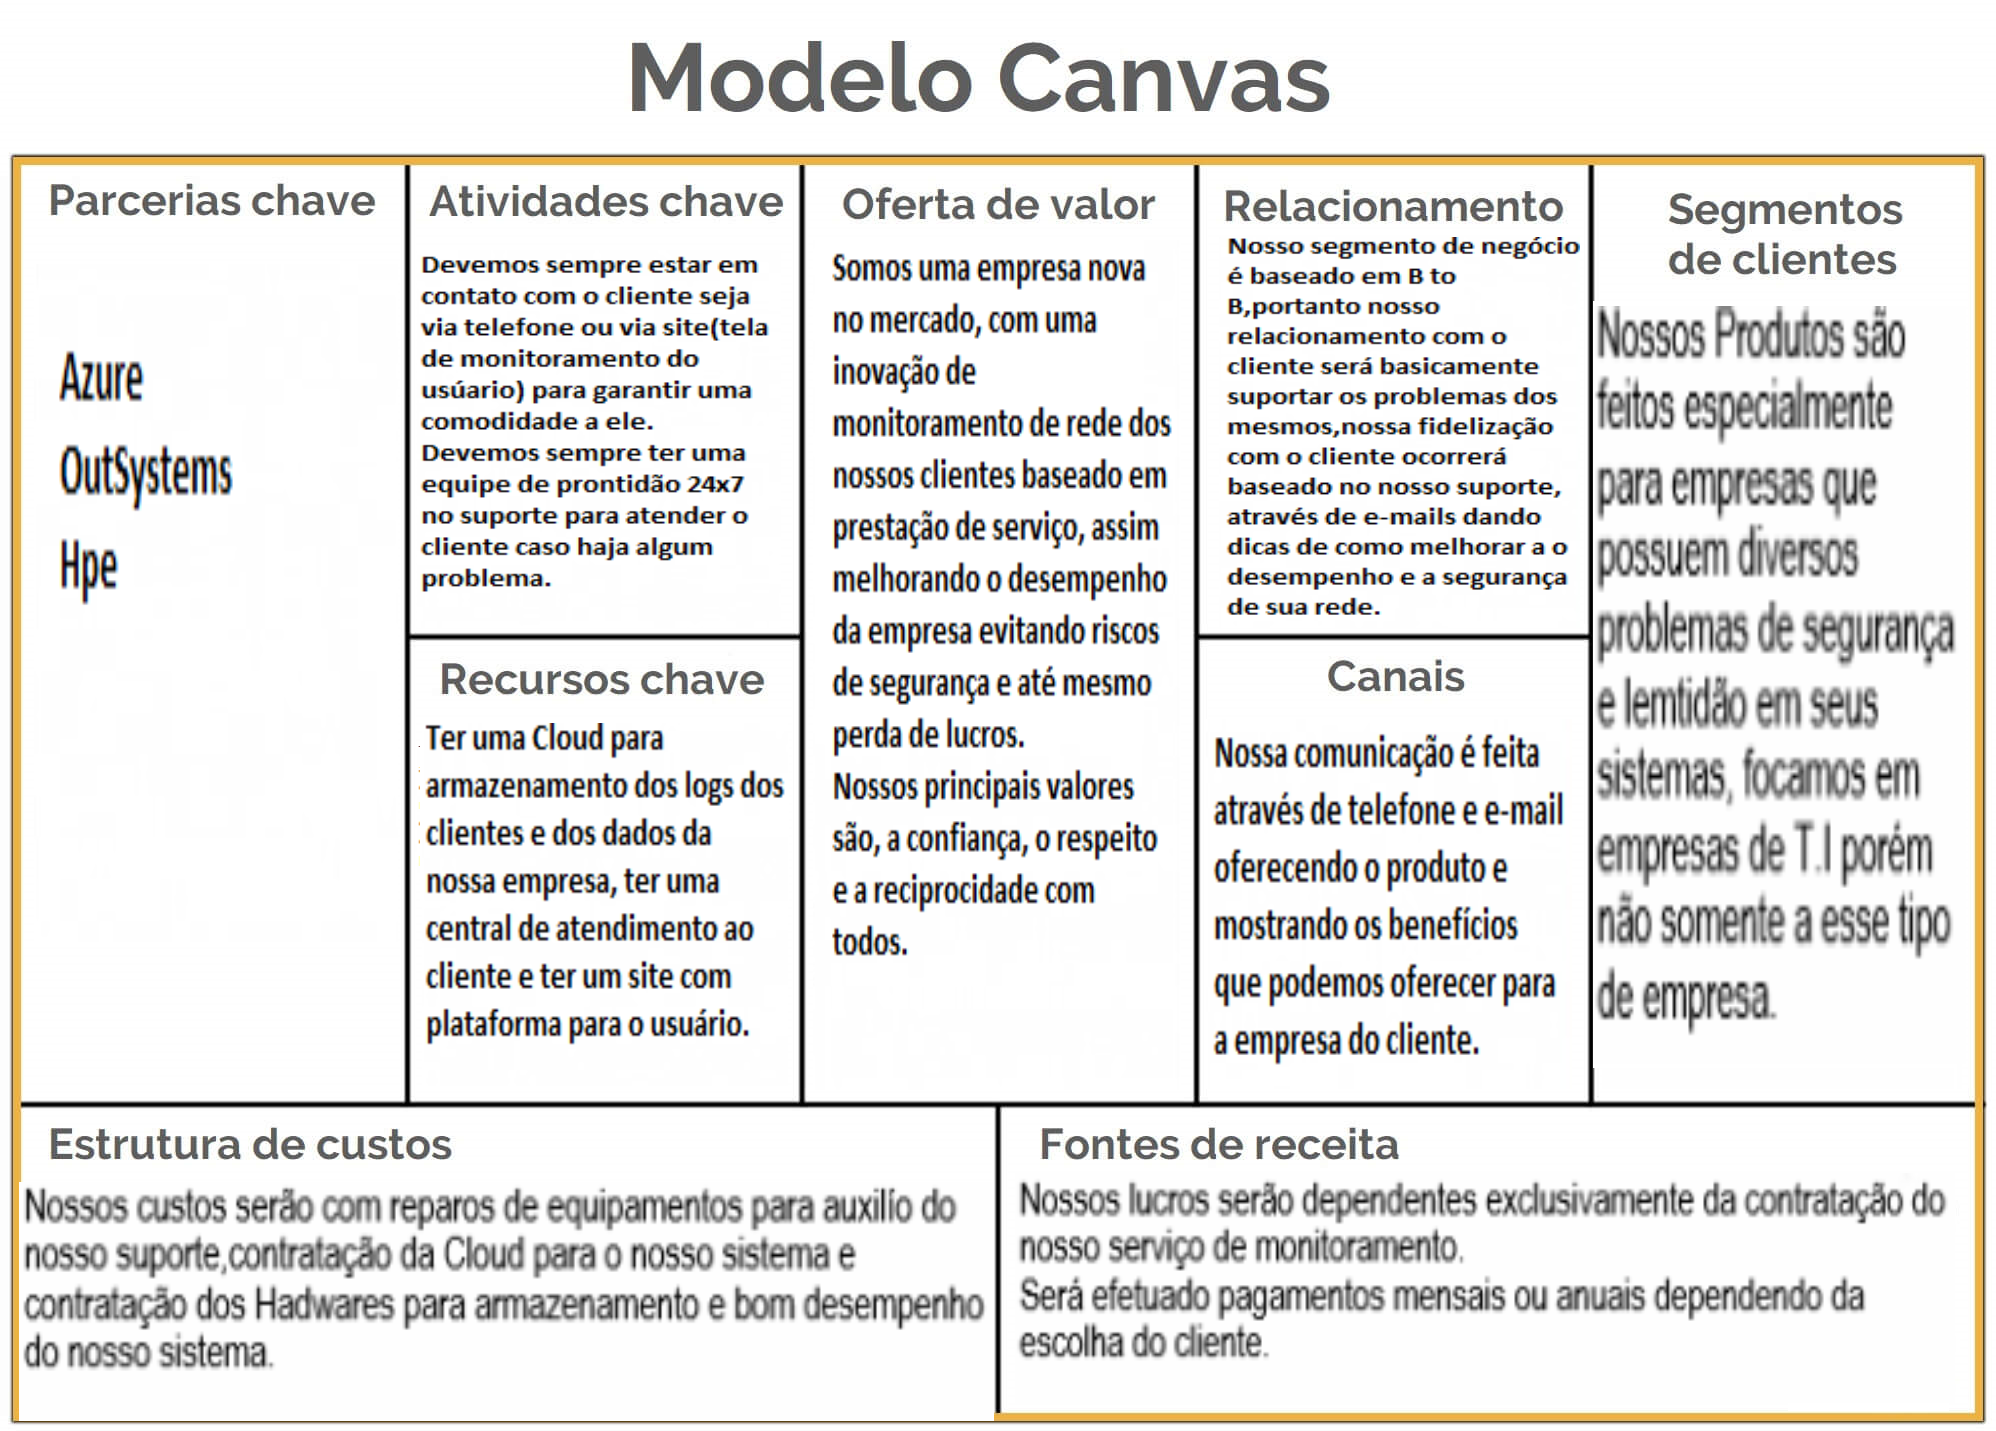 Modelo Canvas
Parcerias chave
Azure
OutSystems
Hpe
Atividades chave
Devemos sempre estar em
contato com o cliente seja
via telefone ou via site(tela
de monitoramento do
usúario) para garantir uma
comodidade a ele.
Devemos sempre ter uma
equipe de prontidão 24x7
no suporte para atender o
cliente caso haja algum
problema.
Recursos chave
Ter uma Cloud para
armazenamento dos logs dos
clientes e dos dados da
nossa empresa, ter uma
central de atendimento ao
cliente e ter um site com
plataforma para o usuário.
Oferta de valor
Somos uma empresa nova
no mercado, com uma
inovação de
monitoramento de rede dos
nossos clientes baseado em
prestação de serviço, assim
melhorando o desempenho
da empresa evitando riscos
de segurança e até mesmo
perda de lucros.
Nossos principais valores
são, a confiança, o respeito
e a reciprocidade com
todos.
Relacionamento
Nosso segmento de negócio
é baseado em B to
B,portanto nosso
relacionamento com o
cliente será basicamente
suportar os problemas dos
mesmos,nossa fidelização
com o cliente ocorrerá
baseado no nosso suporte,
através de e-mails dando
dicas de como melhorar a o
desempenho e a segurança
de sua rede.
Canais
Nossa comunicação é feita
através de telefone e e-mail
oferecendo o produto e
mostrando os benefícios
que podemos oferecer para
a empresa do cliente.
Segmentos
de clientes
Nossos Produtos são
feitos especialmente
para empresas que
possuem diversos
problemas de segurança
e lemtidão em seus
sistemas, focamos em
empresas de T.I porém
não somente a esse tipo
de empresa.
Estrutura de custos
Nossos custos serão com reparos de equipamentos para auxilío do
nosso suporte,contratação da Cloud para o nosso sistema e
contratação dos Hadwares para armazenamento e bom desempenho
do nosso sistema.
Fontes de receita
Nossos lucros serão dependentes exclusivamente da contratação do
nosso serviço de monitoramento.
Será efetuado pagamentos mensais ou anuais dependendo da
escolha do cliente.